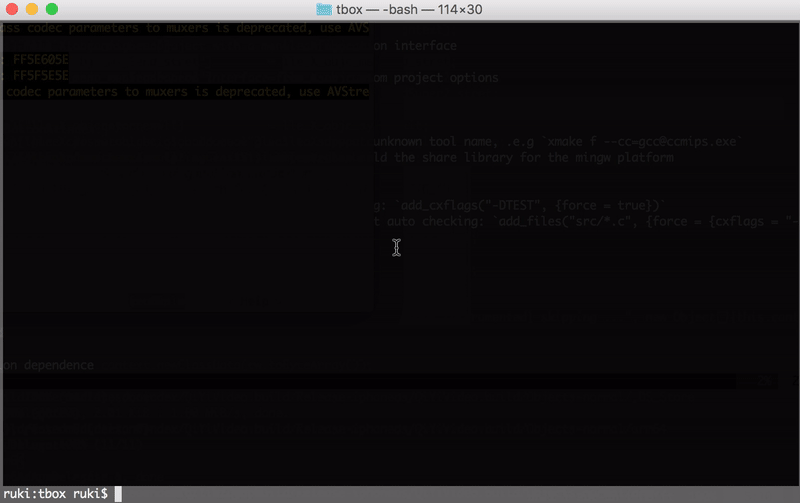 tbox — -bash — 114×30
ass codec parameters to muxers is deprecated, use AVS
on interface
: FF5E605E
: FF5F5E5E
om project options
codec parameters to muxers is deprecated, use AVStre
unknown tool name, .e.g `xmake f --cc=gcc@ccmips.exe`
ld the share library for the mingw platform
g: `add_cxflags("-DTEST", {force = true})`
t auto checking: `add_files("src/*.c", {force = {cxflags = "-
on dependence
ruki:tbox ruki$